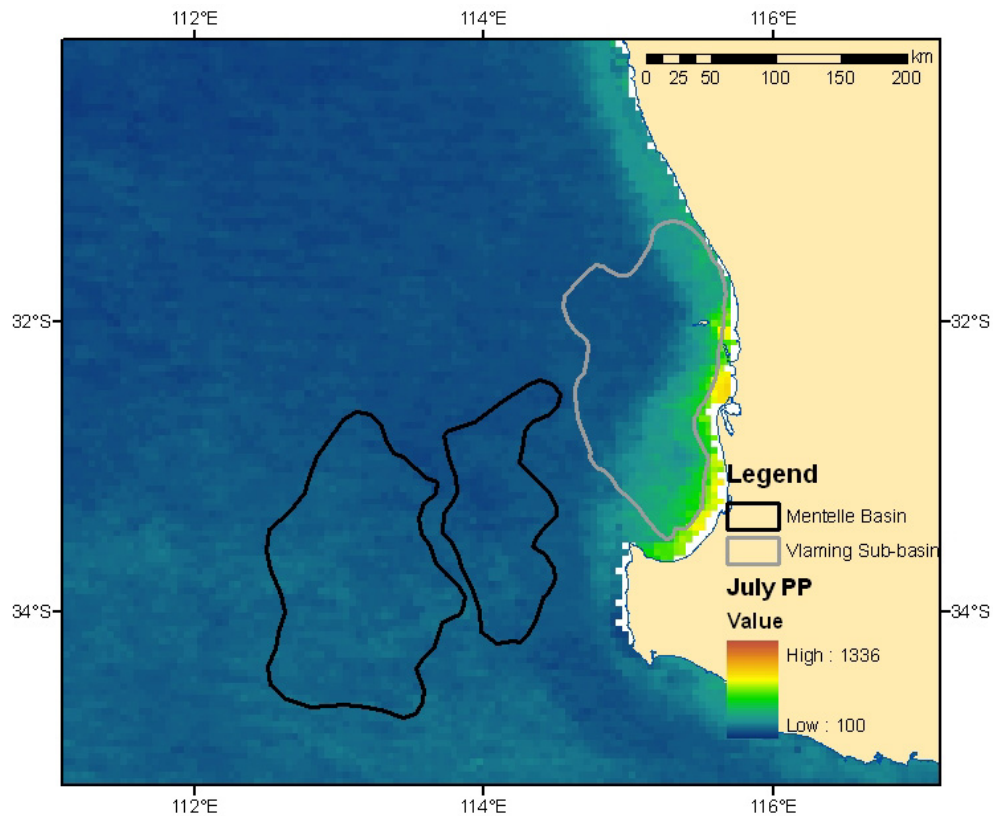 112°E 114°E 116°E
km
0 25 50 100 150 200
32°S 32°S
Legend
Mentelle Basin
Vlaming Sub-basin
July PP
Value
High : 1336
Low : 100
34°S 34°S
112°E 114°E 116°E